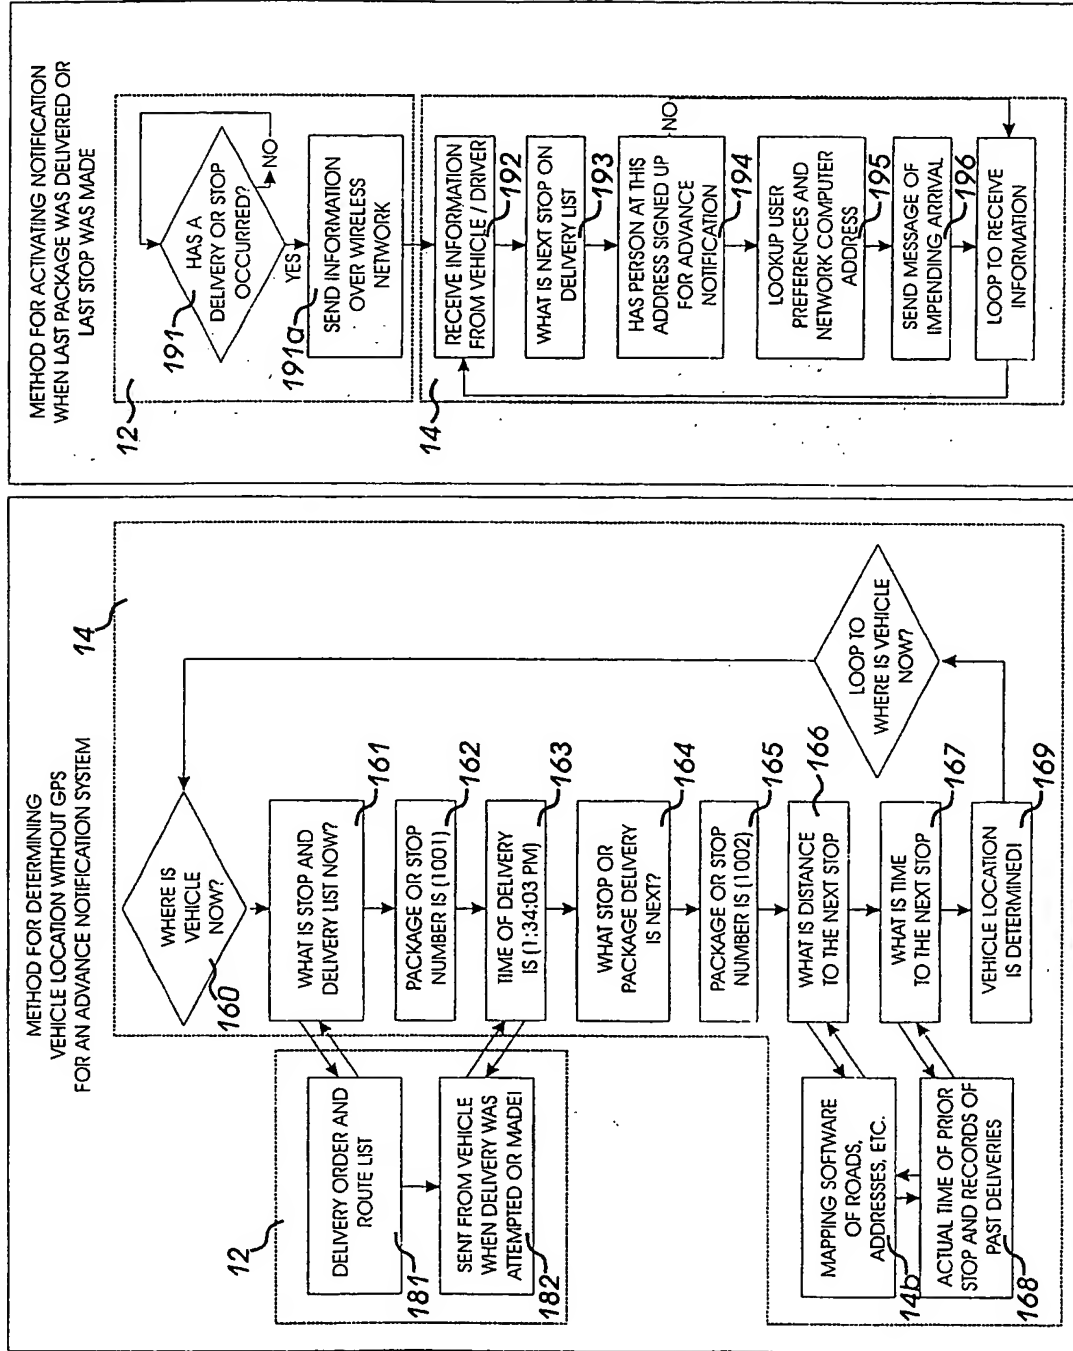 METHOD FOR DETERMINING
VEHICLE LOCATION WITHOUT GPS
FOR AN ADVANCE NOTIFICATION SYSTEM
14
WHERE IS
VEHICLE
NOW?
160
WHAT IS STOP AND
DELIVERY LIST NOW?
161
PACKAGE OR STOP
NUMBER IS (1001)
162
TIME OF DELIVERY
IS (1:34:03 PM)
163
WHAT STOP OR
PACKAGE DELIVERY
IS NEXT?
164
PACKAGE OR STOP
NUMBER IS (1002)
165
WHAT IS DISTANCE
TO THE NEXT STOP
166
WHAT IS TIME
TO THE NEXT STOP
167
VEHICLE LOCATION
IS DETERMINED!
169
LOOP TO
WHERE IS VEHICLE
NOW?
12
DELIVERY ORDER AND
ROUTE LIST
181
SENT FROM VEHICLE
WHEN DELIVERY WAS
ATTEMPTED OR MADE!
182
MAPPING SOFTWARE
OF ROADS,
ADDRESSES, ETC.
14b
ACTUAL TIME OF PRIOR
STOP AND RECORDS OF
PAST DELIVERIES
168
METHOD FOR ACTIVATING NOTIFICATION
WHEN LAST PACKAGE WAS DELIVERED OR
LAST STOP WAS MADE
12
HAS A
DELIVERY OR STOP
OCCURRED?
191
NO
YES
SEND INFORMATION
OVER WIRELESS
NETWORK
191a
14
RECEIVE INFORMATION
FROM VEHICLE / DRIVER
192
WHAT IS NEXT STOP ON
DELIVERY LIST
193
HAS PERSON AT THIS
ADDRESS SIGNED UP
FOR ADVANCE
NOTIFICATION
194
NO
LOOKUP USER
PREFERENCES AND
NETWORK COMPUTER
ADDRESS
195
SEND MESSAGE OF
IMPENDING ARRIVAL
196
LOOP TO RECEIVE
INFORMATION